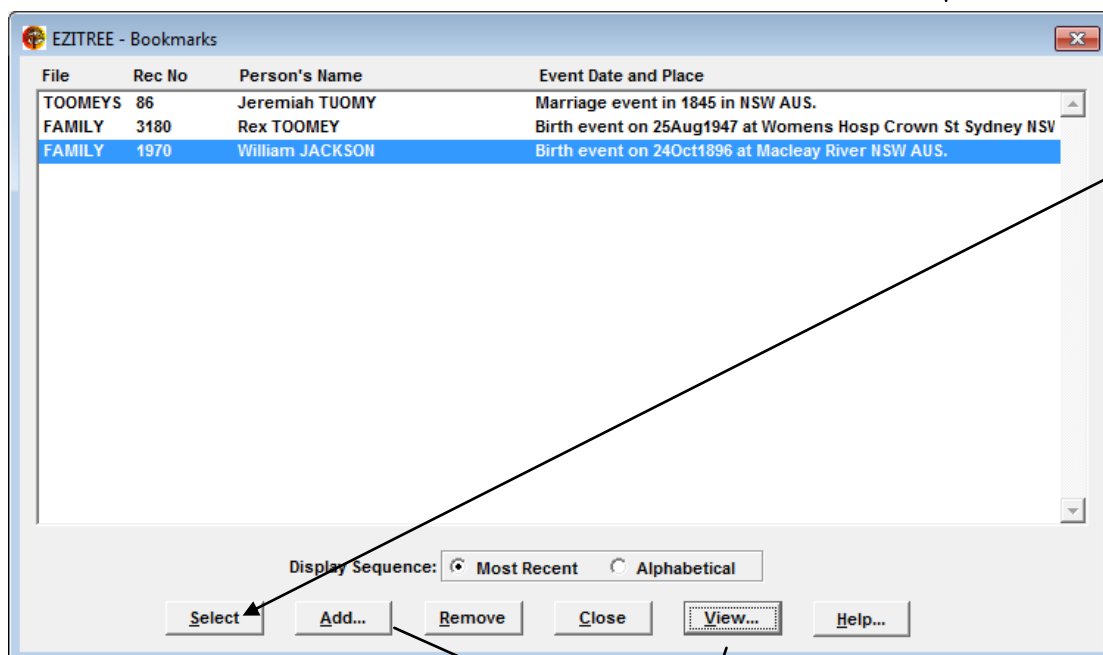 EZITREE - Bookmarks
File Rec No Person's Name Event Date and Place
TOOMEYS 86 Jeremiah TUOMY Marriage event in 1845 in NSW AUS.
FAMILY 3180 Rex TOOMEY Birth event on 25Aug1947 at Womens Hosp Crown St Sydney NSW
FAMILY 1970 William JACKSON Birth event on 24Oct1896 at Macleay River NSW AUS.
Display Sequence: Most Recent Alphabetical
Select Add... Remove Close View... Help...